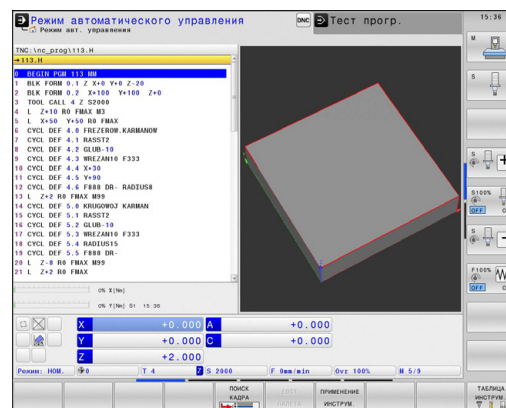 Режим автоматического управления
DNC
Тест прогр.
15:36
Режим авт. управления
TNC:\nc_prog\113.H
→113.H
0 BEGIN PGM 113 MM
1 BLK FORM 0.1 Z X+0 Y+0 Z-20
2 BLK FORM 0.2 X+100 Y+100 Z+0
3 TOOL CALL 4 Z S2000
4 L Z+10 R0 FMAX M3
5 L X+50 Y+50 R0 FMAX
6 CYCL DEF 4.0 FREZEROW.KARMANOW
7 CYCL DEF 4.1 RASST2
8 CYCL DEF 4.2 GLUB-10
9 CYCL DEF 4.3 WREZAN10 F333
10 CYCL DEF 4.4 X+30
11 CYCL DEF 4.5 Y+90
12 CYCL DEF 4.6 F888 DR- RADIUS8
13 L Z+2 R0 FMAX M99
14 CYCL DEF 5.0 KRUGOWOJ KARMAN
15 CYCL DEF 5.1 RASST2
16 CYCL DEF 5.2 GLUB-10
17 CYCL DEF 5.3 WREZAN10 F333
18 CYCL DEF 5.4 RADIUS15
19 CYCL DEF 5.5 F888 DR-
20 L Z-8 R0 FMAX M99
21 L Z+2 R0 FMAX
0% X[Nm]
0% Y[Nm] S1 15:36
X +0.000 A +0.000
Y +0.000 C +0.000
Z +2.000
Режим: НОМ. 0 T 4 Z S 2000 F 0mm/min Ovr 100% M 5/9
M
S
S
S100%
OFF ON
S
F100%
OFF ON
ПОИСК
КАДРА
ПРИМЕНЕНИЕ
ИНСТРУМ.
ТАБЛИЦА
ИНСТРУМ.